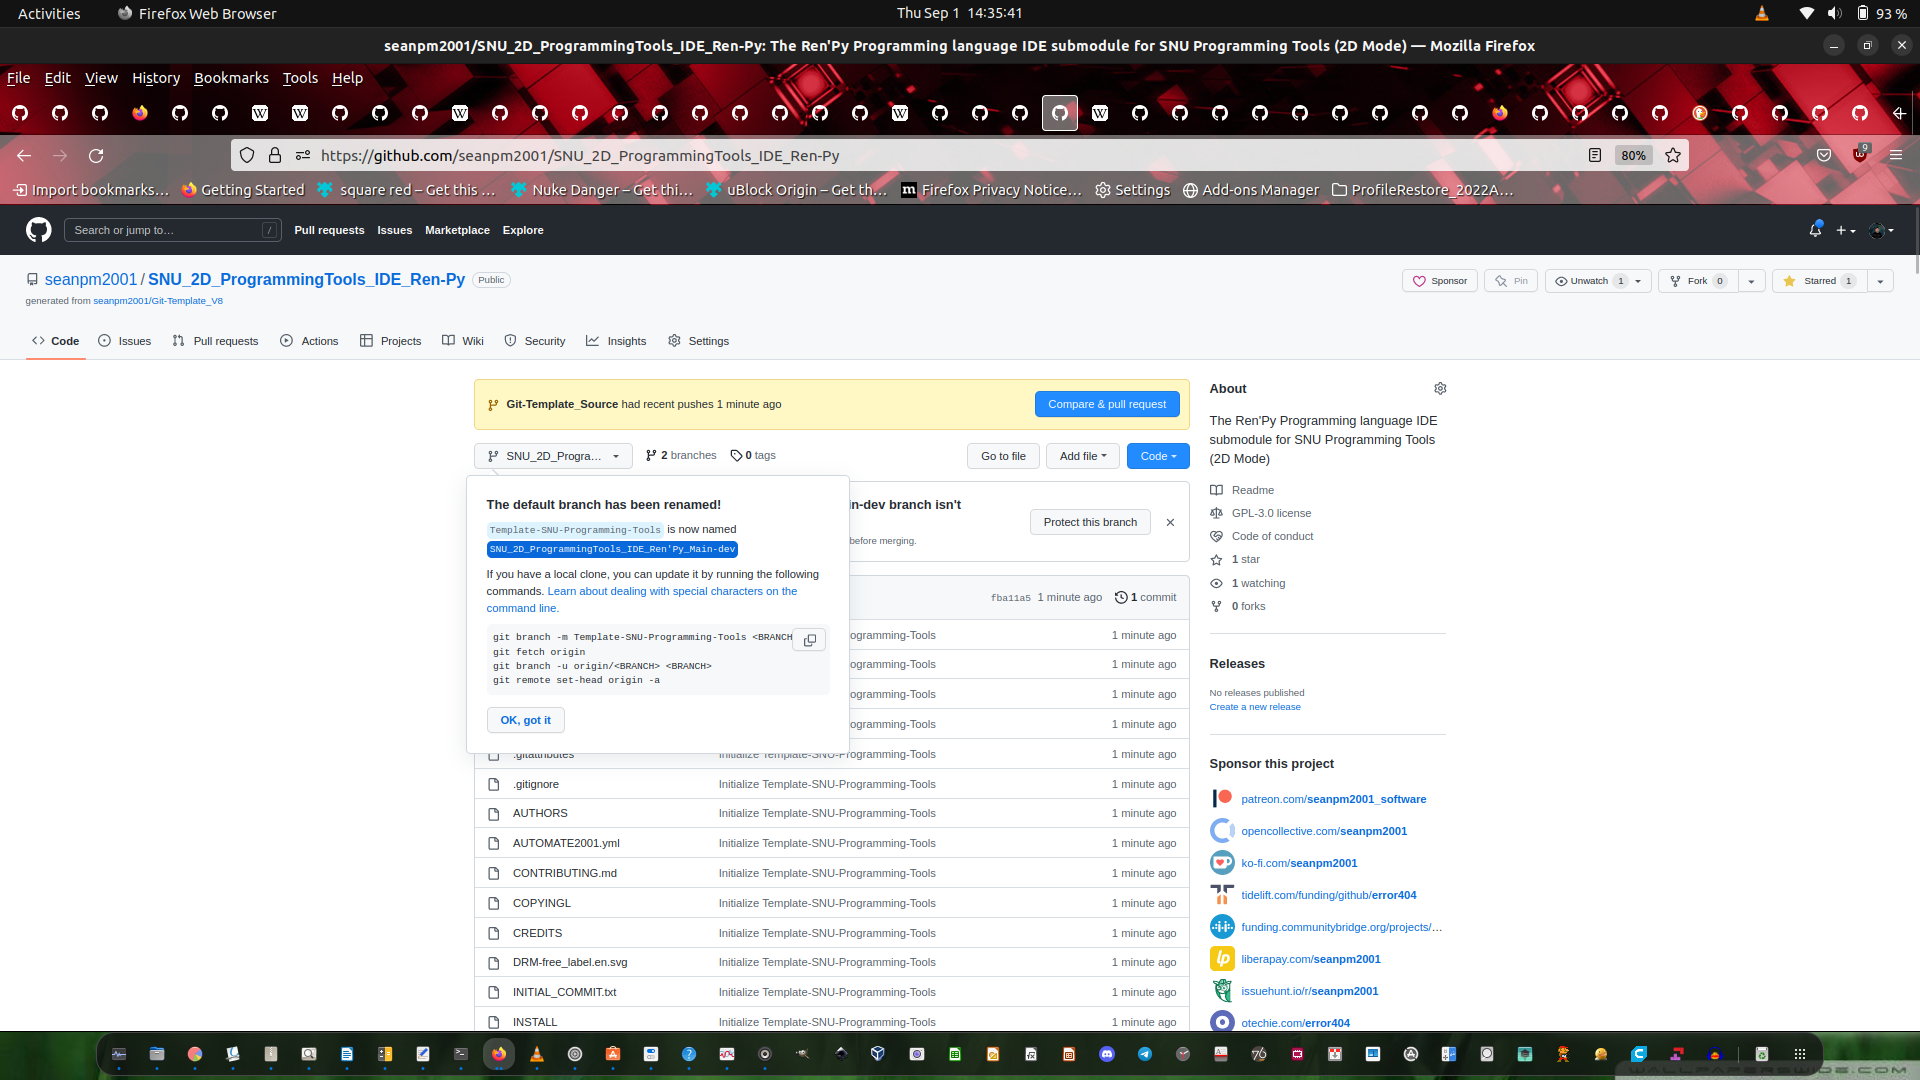 Activities
Firefox Web Browser
Thu Sep 1 14:35:41
93 %
seanpm2001/SNU_2D_ProgrammingTools_IDE_Ren-Py: The Ren'Py Programming language IDE submodule for SNU Programming Tools (2D Mode) — Mozilla Firefox
File Edit View History Bookmarks Tools Help
https://github.com/seanpm2001/SNU_2D_ProgrammingTools_IDE_Ren-Py
80%
9
Import bookmarks…
Getting Started
square red – Get this …
Nuke Danger – Get thi…
uBlock Origin – Get th…
Firefox Privacy Notice…
Settings
Add-ons Manager
ProfileRestore_2022A…
Search or jump to…
/
Pull requests
Issues
Marketplace
Explore
seanpm2001 / SNU_2D_ProgrammingTools_IDE_Ren-Py
Public
Sponsor
Pin
Unwatch 1
Fork 0
Starred 1
generated from seanpm2001/Git-Template_V8
Code
Issues
Pull requests
Actions
Projects
Wiki
Security
Insights
Settings
Git-Template_Source had recent pushes 1 minute ago
Compare & pull request
SNU_2D_Progra…
2 branches
0 tags
Go to file
Add file
Code
The default branch has been renamed!
Template-SNU-Programming-Tools is now named
SNU_2D_ProgrammingTools_IDE_Ren'Py_Main-dev
If you have a local clone, you can update it by running the following
commands. Learn about dealing with special characters on the
command line.
git branch -m Template-SNU-Programming-Tools <BRANCH
git fetch origin
git branch -u origin/<BRANCH> <BRANCH>
git remote set-head origin -a
OK, got it
in-dev branch isn't
before merging.
Protect this branch
fba11a5 1 minute ago
1 commit
ogramming-Tools 1 minute ago
ogramming-Tools 1 minute ago
ogramming-Tools 1 minute ago
ogramming-Tools 1 minute ago
.gitattributes Initialize Template-SNU-Programming-Tools 1 minute ago
.gitignore Initialize Template-SNU-Programming-Tools 1 minute ago
AUTHORS Initialize Template-SNU-Programming-Tools 1 minute ago
AUTOMATE2001.yml Initialize Template-SNU-Programming-Tools 1 minute ago
CONTRIBUTING.md Initialize Template-SNU-Programming-Tools 1 minute ago
COPYINGL Initialize Template-SNU-Programming-Tools 1 minute ago
CREDITS Initialize Template-SNU-Programming-Tools 1 minute ago
DRM-free_label.en.svg Initialize Template-SNU-Programming-Tools 1 minute ago
INITIAL_COMMIT.txt Initialize Template-SNU-Programming-Tools 1 minute ago
INSTALL Initialize Template-SNU-Programming-Tools 1 minute ago
About
The Ren'Py Programming language IDE
submodule for SNU Programming Tools
(2D Mode)
Readme
GPL-3.0 license
Code of conduct
1 star
1 watching
0 forks
Releases
No releases published
Create a new release
Sponsor this project
patreon.com/seanpm2001_software
opencollective.com/seanpm2001
ko-fi.com/seanpm2001
tidelift.com/funding/github/error404
funding.communitybridge.org/projects/…
liberapay.com/seanpm2001
issuehunt.io/r/seanpm2001
otechie.com/error404
WALLPAPERSWIDE.COM